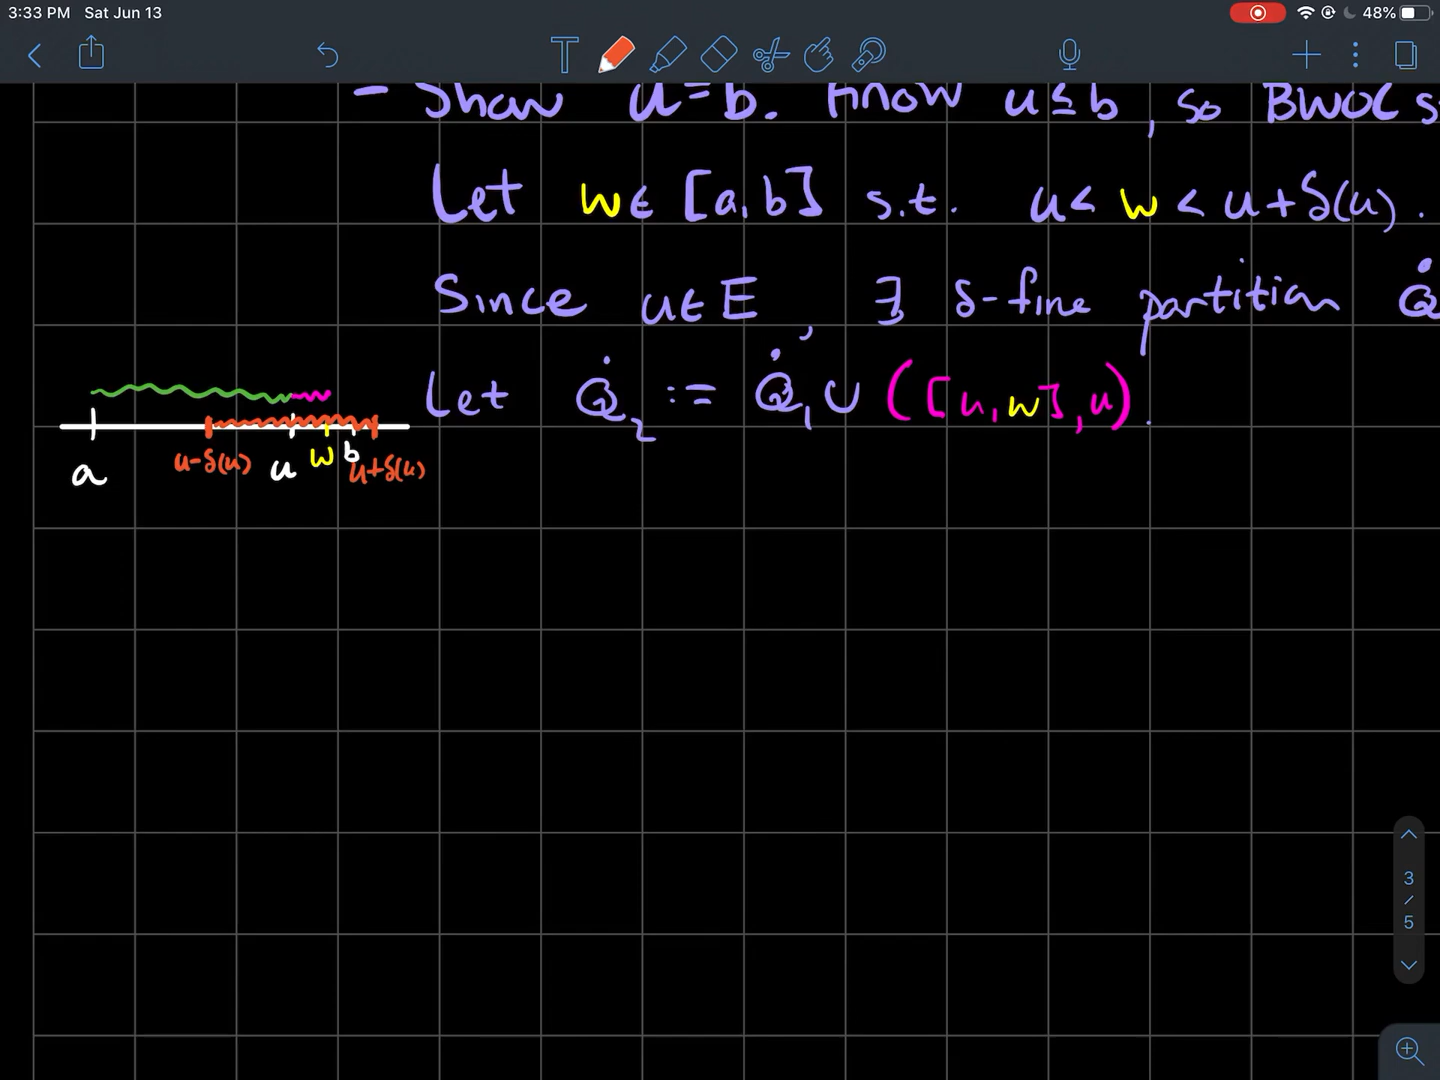 3:33 PM Sat Jun 13 48%
T
- Show u=b. Know u≤b, so BWOC s
Let w∈ [a,b] s.t. u< w < u+δ(u).
Since u∈E, ∃ δ-fine partition Q̇
Let Q̇₂ := Q̇₁ ∪ ([u,w],u).
a u-δ(u) u w b u+δ(u)
3
/
5